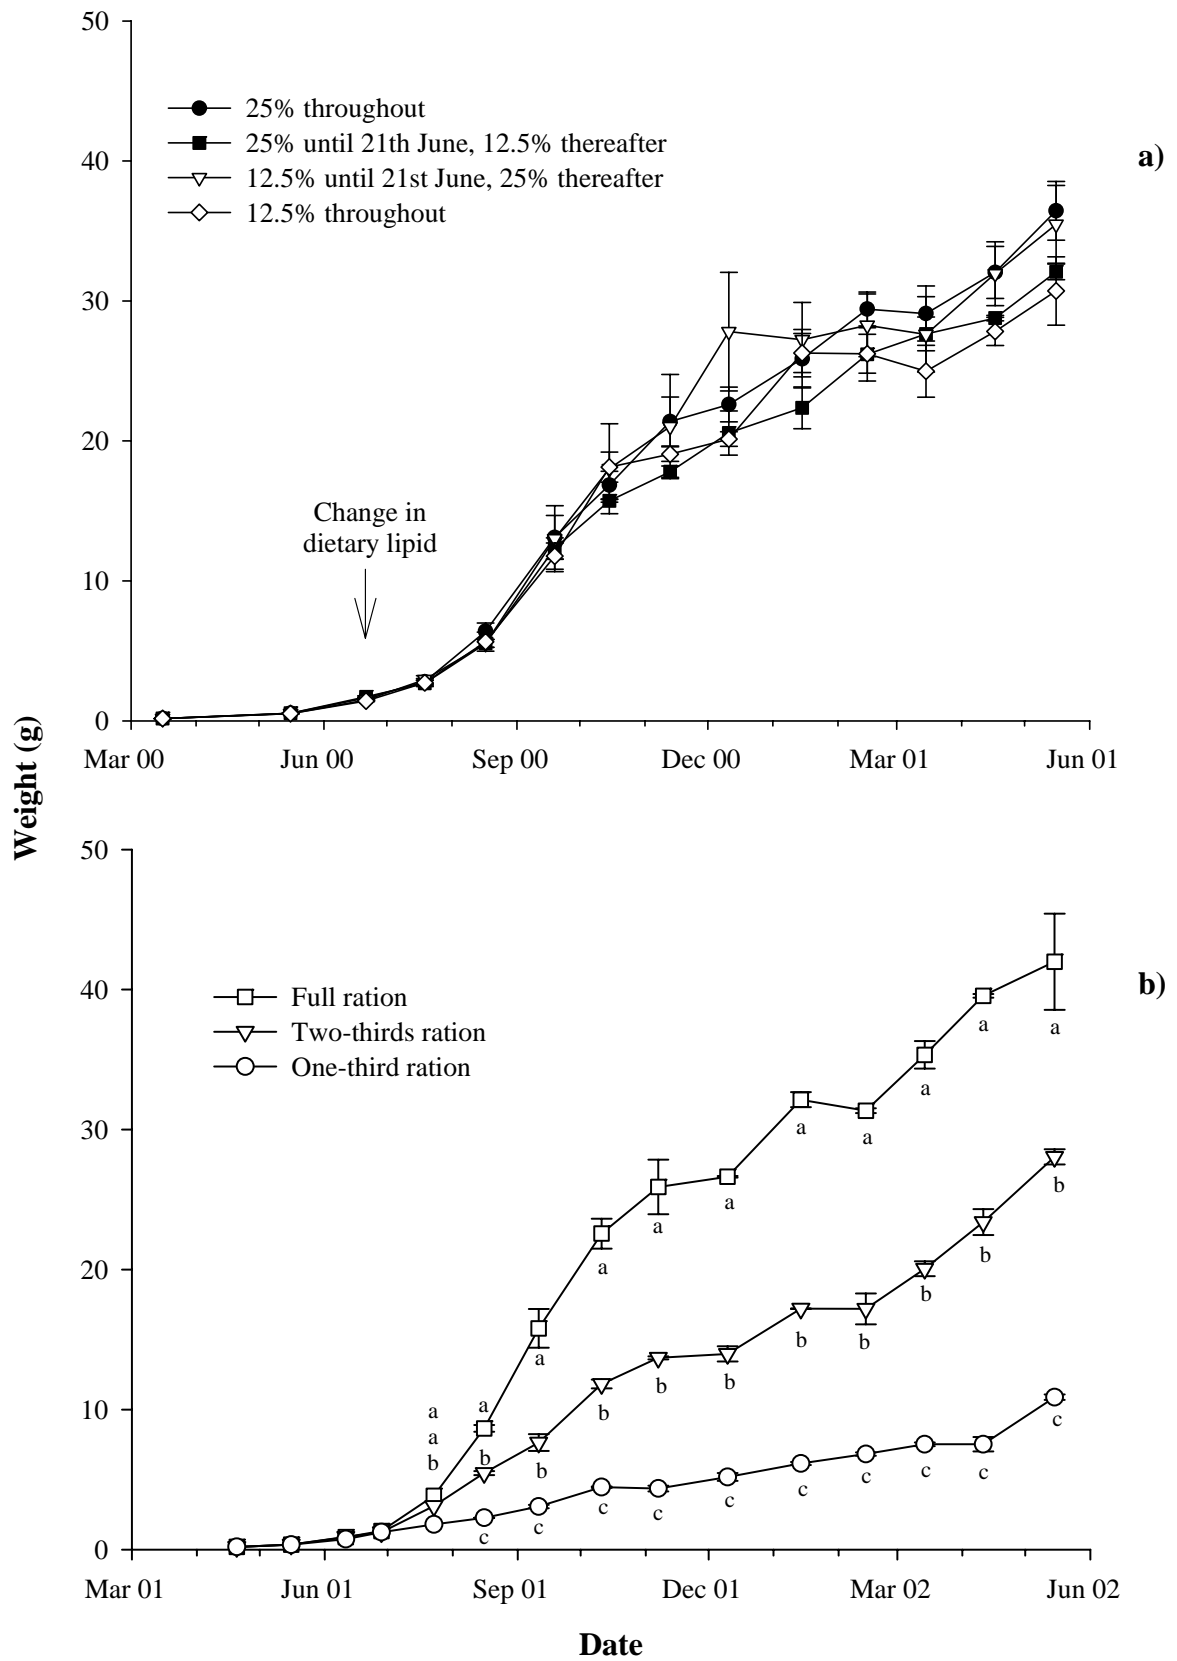 50
40
30
20
10
0
25% throughout
25% until 21th June, 12.5% thereafter
12.5% until 21st June, 25% thereafter
12.5% throughout
a)
Change in
dietary lipid
Mar 00 Jun 00 Sep 00 Dec 00 Mar 01 Jun 01
Weight (g)
50
40
30
20
10
0
Full ration
Two-thirds ration
One-third ration
b)
a
a
b
a
b
c
a
b
c
a
b
c
a
b
c
a
b
c
a
b
c
a
b
c
a
b
c
a
b
c
a
b
c
Mar 01 Jun 01 Sep 01 Dec 01 Mar 02 Jun 02
Date